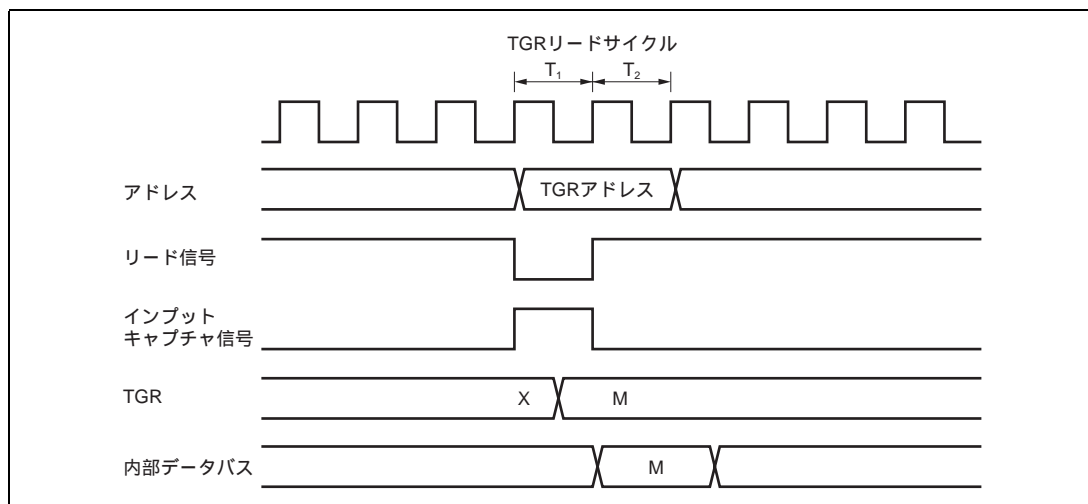 TGRリードサイクル
T₁ T₂
アドレス TGRアドレス
リード信号
インプット
キャプチャ信号
TGR X M
内部データバス M